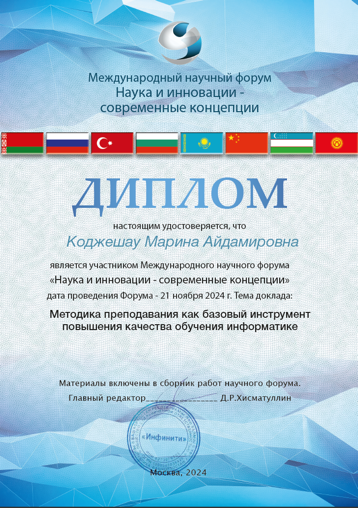 Международный научный форум
Наука и инновации -
современные концепции
ДИПЛОМ
настоящим удостоверяется, что
Коджешау Марина Айдамировна
является участником Международного научного форума
«Наука и инновации - современные концепции»
дата проведения Форума - 21 ноября 2024 г. Тема доклада:
Методика преподавания как базовый инструмент
повышения качества обучения информатике
Материалы включены в сборник работ научного форума.
Главный редактор__________________ Д.Р.Хисматуллин
«Инфинити»
Москва, 2024